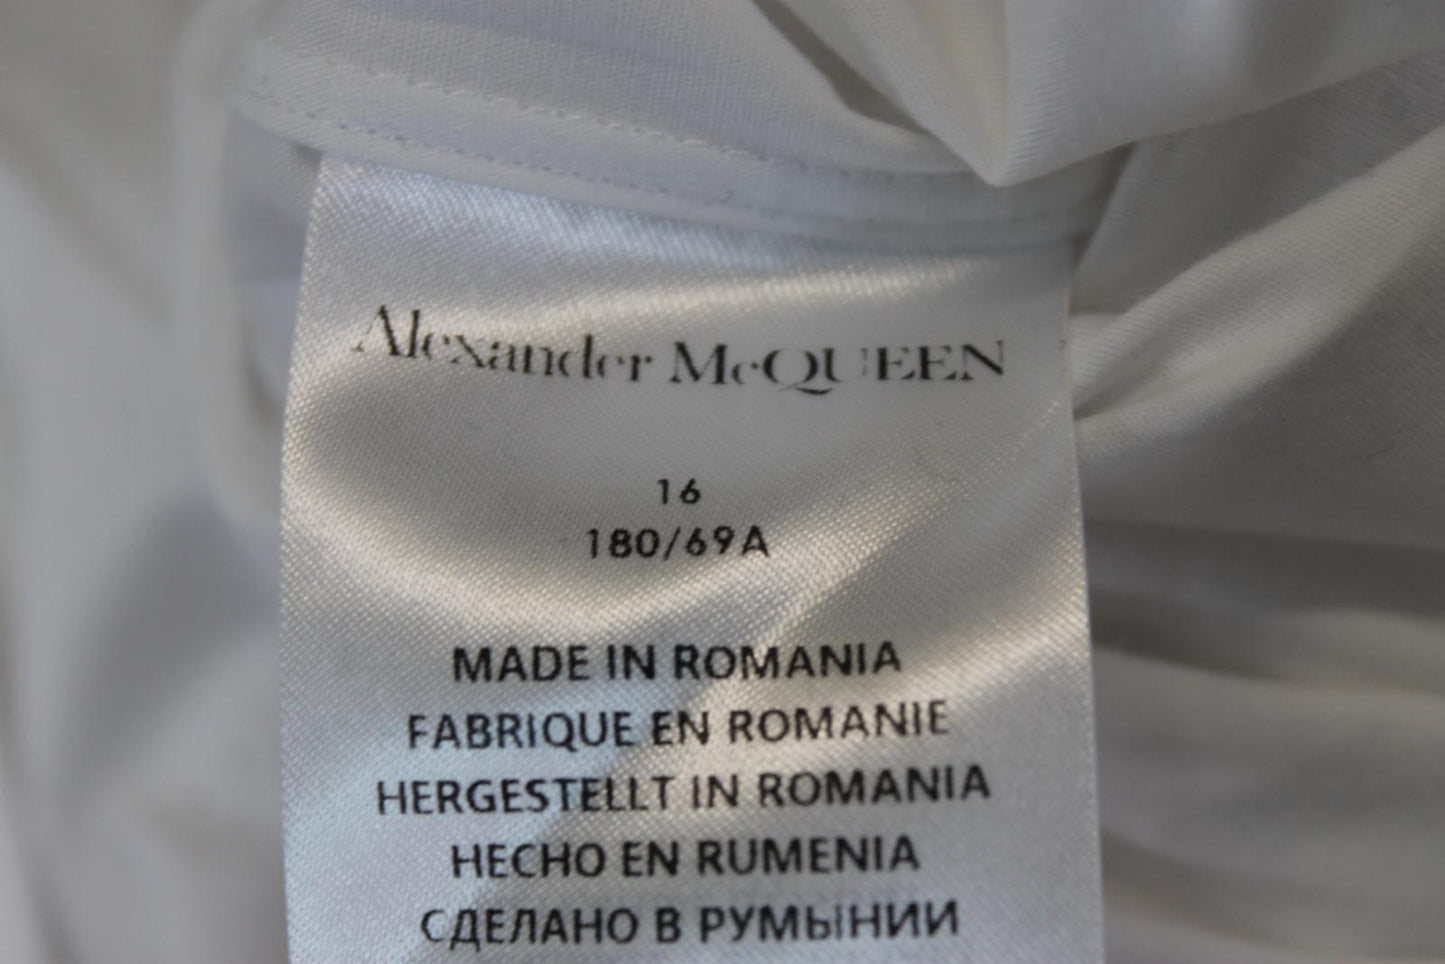 Alexander McQUEEN
16
180/69A
MADE IN ROMANIA
FABRIQUE EN ROMANIE
HERGESTELLT IN ROMANIA
HECHO EN RUMENIA
СДЕЛАНО В РУМЫНИИ